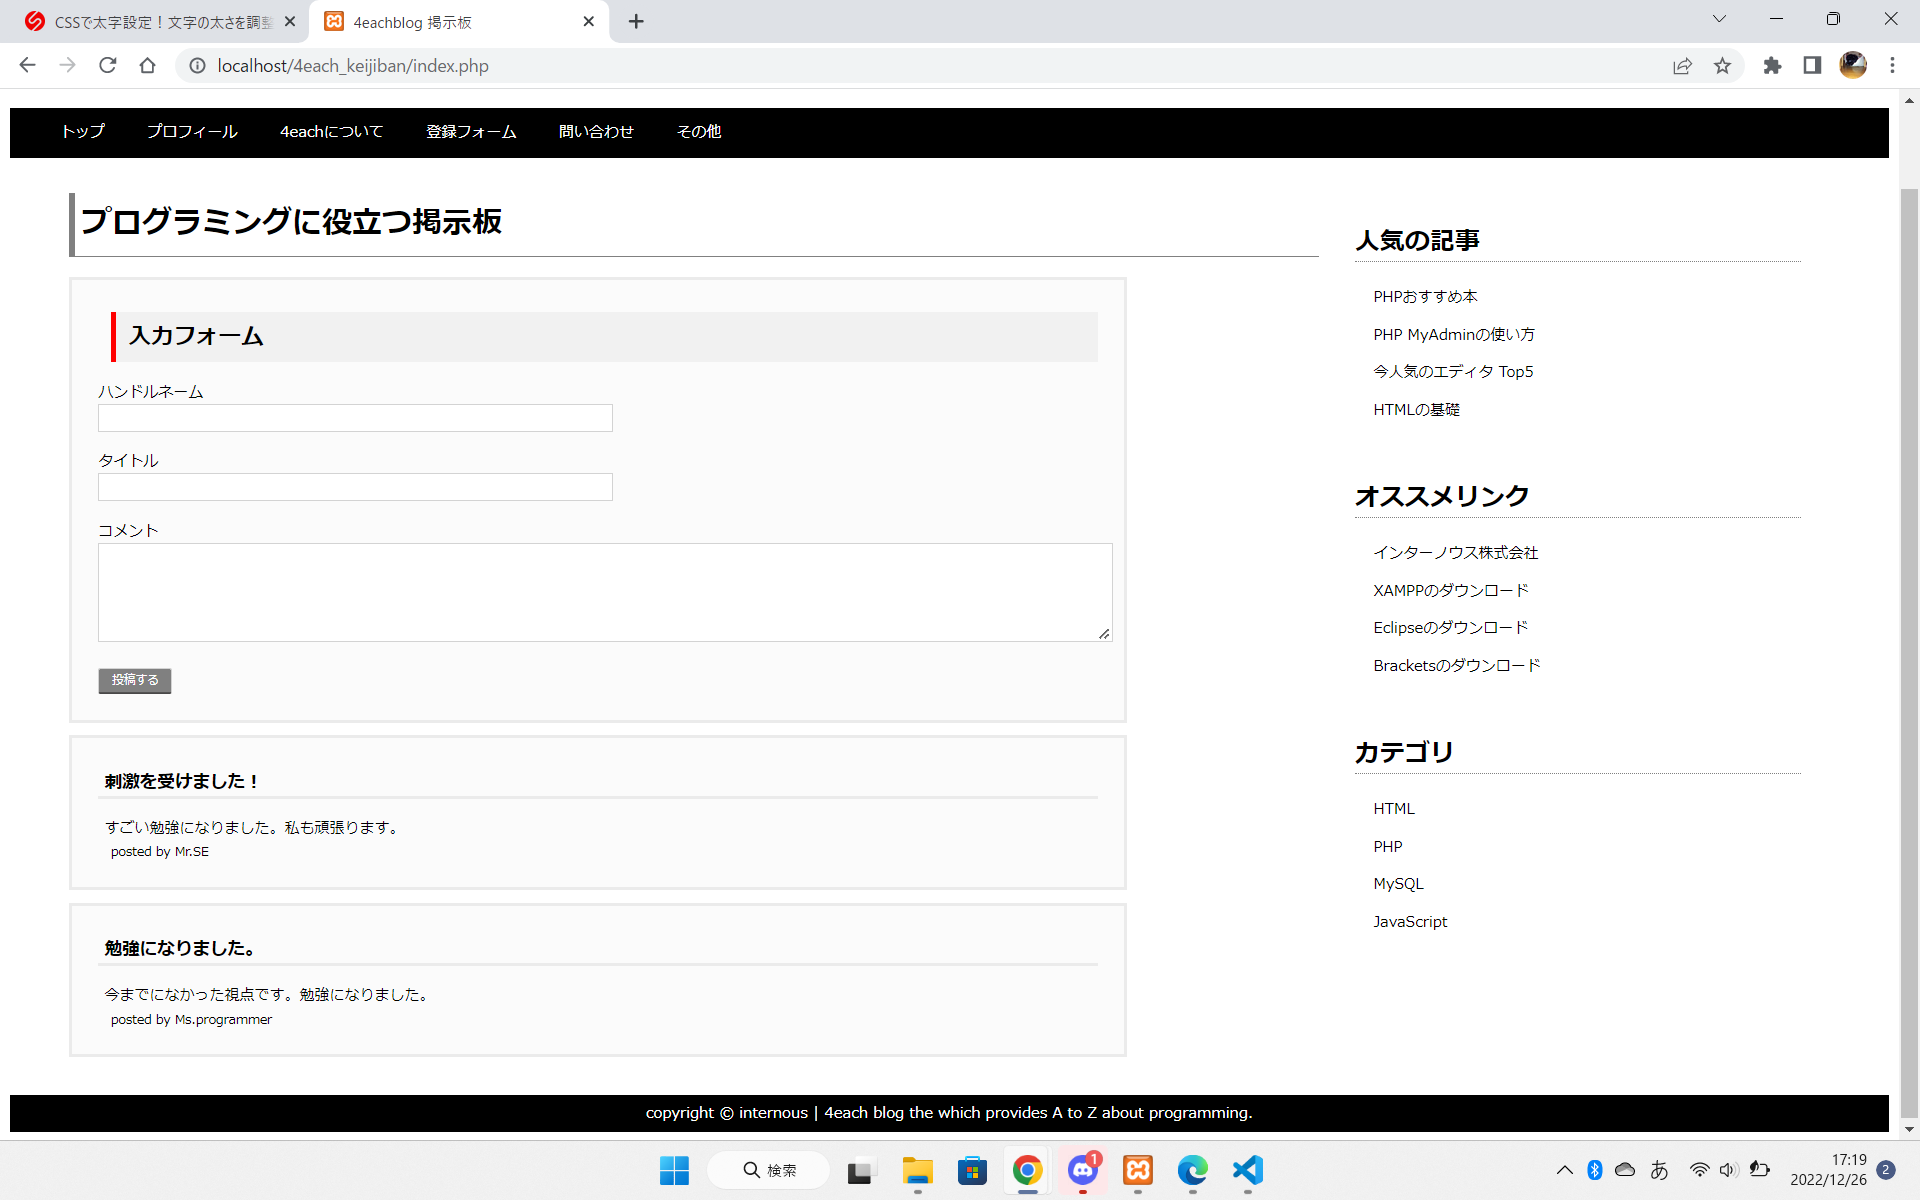 CSSで太字設定！文字の太さを調整
4eachblog 掲示板
localhost/4each_keijiban/index.php
トップ プロフィール 4eachについて 登録フォーム 問い合わせ その他
プログラミングに役立つ掲示板
入力フォーム
ハンドルネーム
タイトル
コメント
投稿する
刺激を受けました！
すごい勉強になりました。私も頑張ります。
posted by Mr.SE
勉強になりました。
今までになかった視点です。勉強になりました。
posted by Ms.programmer
人気の記事
PHPおすすめ本
PHP MyAdminの使い方
今人気のエディタ Top5
HTMLの基礎
オススメリンク
インターノウス株式会社
XAMPPのダウンロード
Eclipseのダウンロード
Bracketsのダウンロード
カテゴリ
HTML
PHP
MySQL
JavaScript
copyright © internous | 4each blog the which provides A to Z about programming.
検索
1
あ
17:19
2022/12/26
2